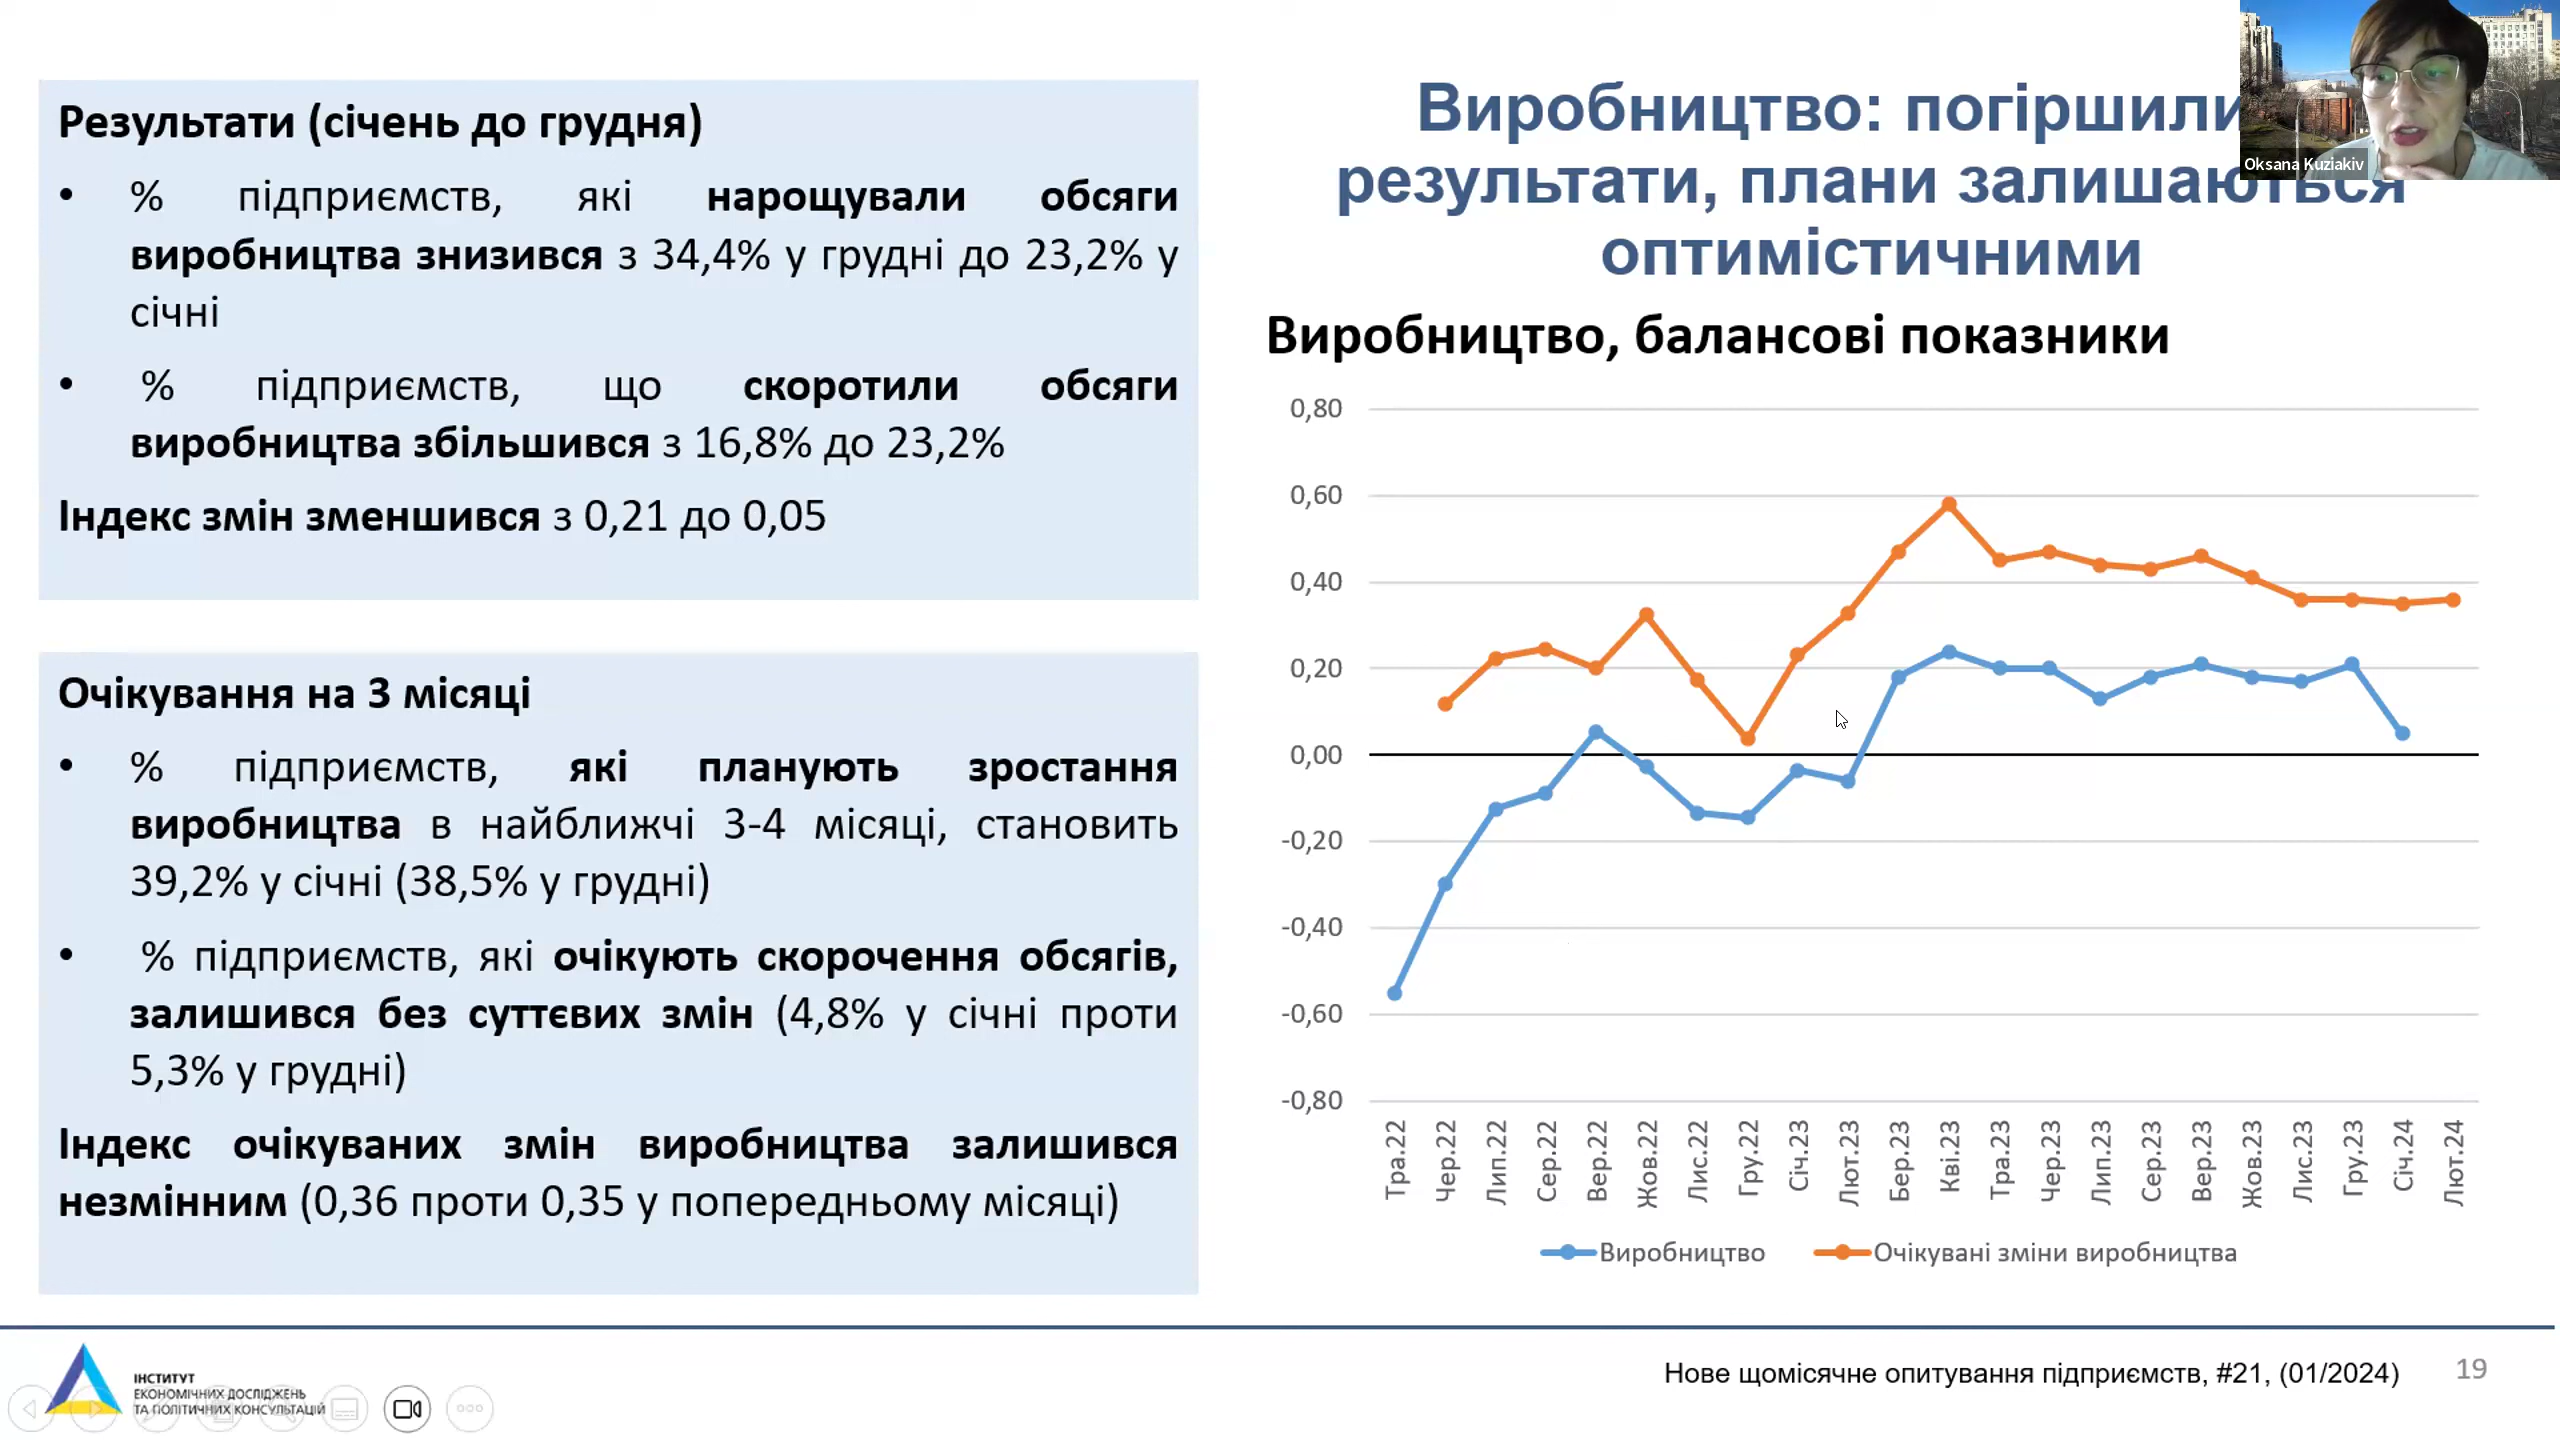 Результати (січень до грудня)
• % підприємств, які нарощували обсяги
виробництва знизився з 34,4% у грудні до 23,2% у
січні
• % підприємств, що скоротили обсяги
виробництва збільшився з 16,8% до 23,2%
Індекс змін зменшився з 0,21 до 0,05
Очікування на 3 місяці
• % підприємств, які планують зростання
виробництва в найближчі 3-4 місяці, становить
39,2% у січні (38,5% у грудні)
• % підприємств, які очікують скорочення обсягів,
залишився без суттєвих змін (4,8% у січні проти
5,3% у грудні)
Індекс очікуваних змін виробництва залишився
незмінним (0,36 проти 0,35 у попередньому місяці)
Виробництво: погіршили
результати, плани залишаються
оптимістичними
Oksana Kuziakiv
Виробництво, балансові показники
0,80
0,60
0,40
0,20
0,00
-0,20
-0,40
-0,60
-0,80
Тра.22
Чер.22
Лип.22
Сер.22
Вер.22
Жов.22
Лис.22
Гру.22
Січ.23
Лют.23
Бер.23
Кві.23
Тра.23
Чер.23
Лип.23
Сер.23
Вер.23
Жов.23
Лис.23
Гру.23
Січ.24
Лют.24
Виробництво
Очікувані зміни виробництва
ІНСТИТУТ
ЕКОНОМІЧНИХ ДОСЛІДЖЕНЬ
ТА ПОЛІТИЧНИХ КОНСУЛЬТАЦІЙ
Нове щомісячне опитування підприємств, #21, (01/2024)
19